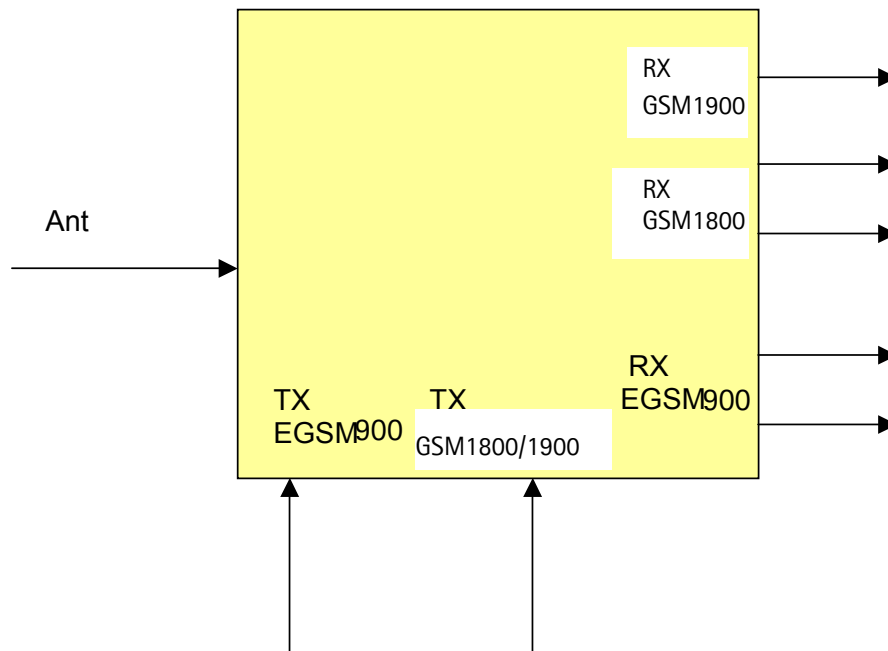 RX
GSM1900
RX
GSM1800
Ant
RX
EGSM900
TX
EGSM900
TX
GSM1800/1900